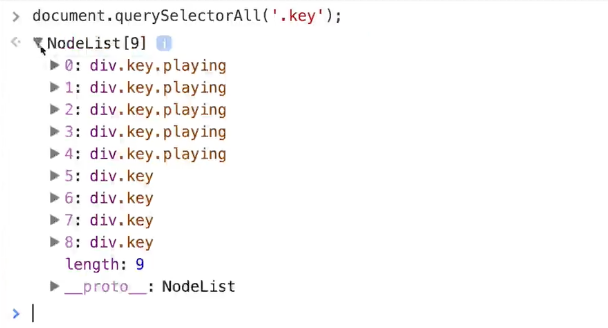 document.querySelectorAll('.key');
NodeList[9] i
0: div.key.playing
1: div.key.playing
2: div.key.playing
3: div.key.playing
4: div.key.playing
5: div.key
6: div.key
7: div.key
8: div.key
length: 9
__proto__: NodeList